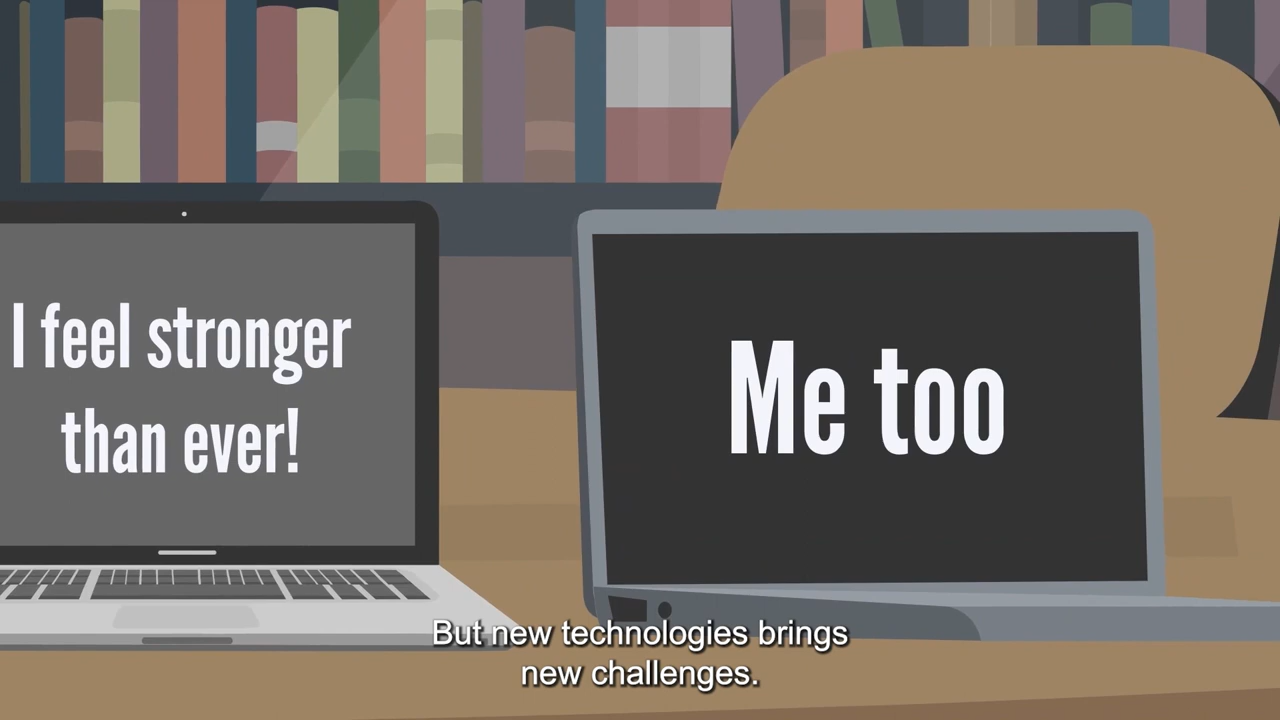 I feel stronger
than ever!
Me too
But new technologies brings
new challenges.